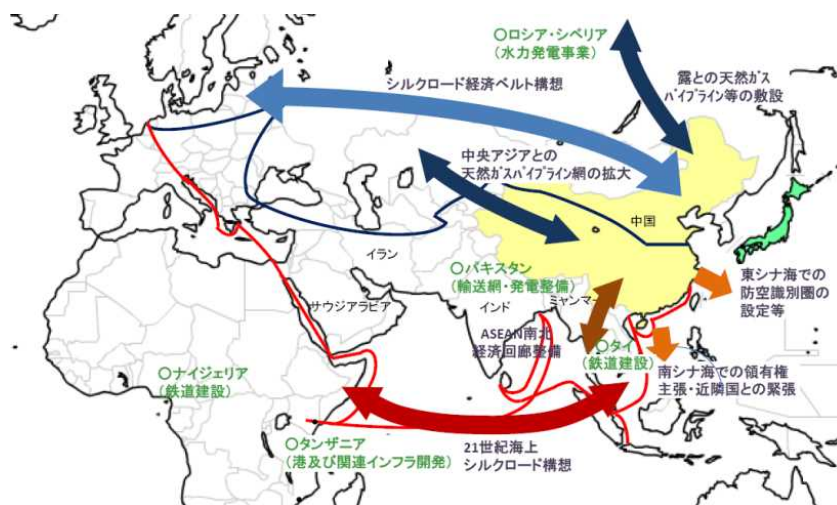 ○ロシア・シベリア
（水力発電事業）
シルクロード経済ベルト構想
露との天然ガス
パイプライン等の敷設
中央アジアとの
天然ガスパイプライン網の拡大
中国
イラン
○パキスタン
（輸送網・発電整備）
東シナ海での
防空識別圏の
設定等
サウジアラビア
インド
ミャンマー
ASEAN南北
経済回廊整備
○タイ
（鉄道建設）
○ナイジェリア
（鉄道建設）
南シナ海での領有権
主張・近隣国との緊張
○タンザニア
（港及び関連インフラ開発）
21世紀海上
シルクロード構想